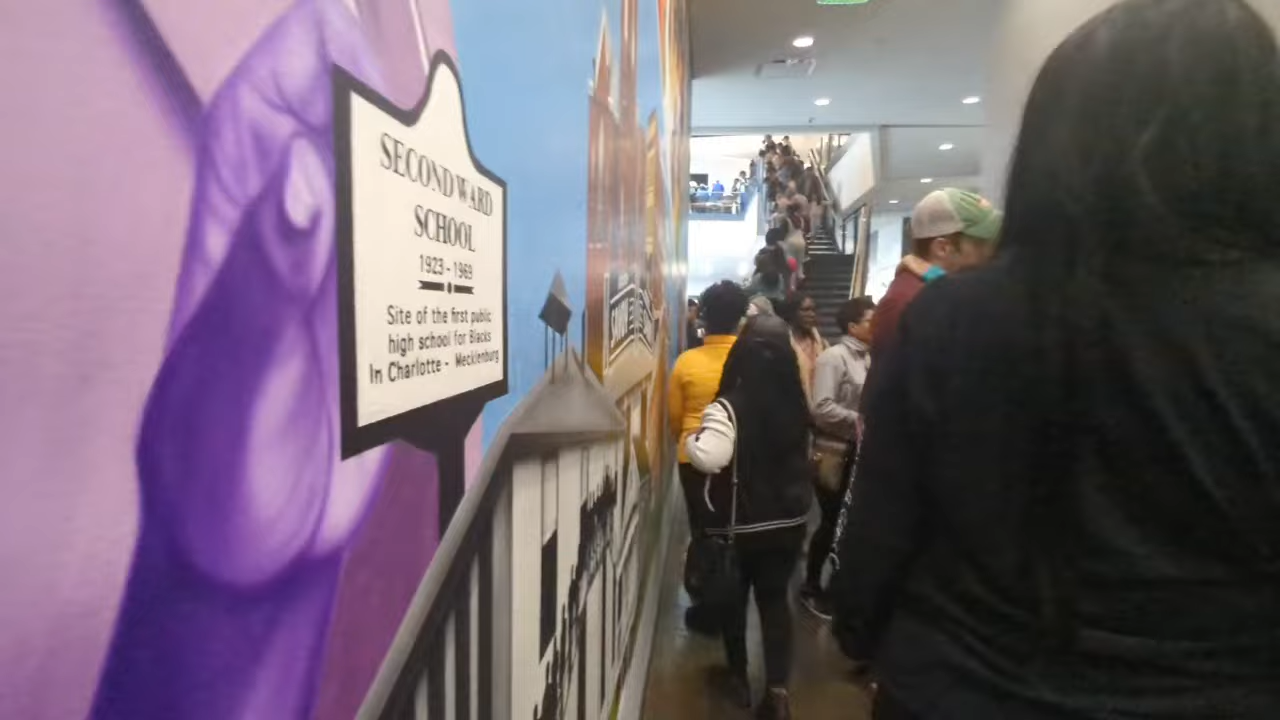 SECOND WARD
SCHOOL
1923 - 1969
Site of the first public
high school for Blacks
In Charlotte - Mecklenburg